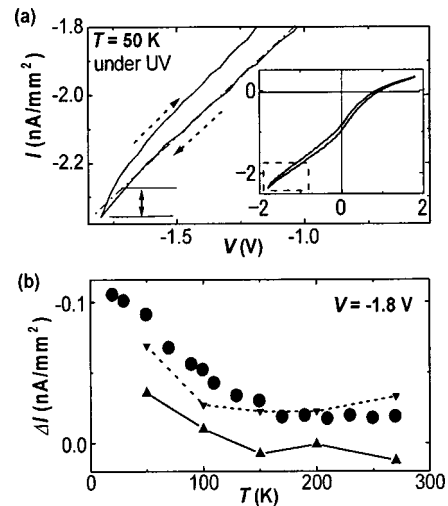 (a)
T = 50 K
under UV
I (nA/mm²)
-1.8
-2.0
-2.2
-1.5
-1.0
V (V)
0
-1
-2
-2
0
2
(b)
V = -1.8 V
ΔI (nA/mm²)
-0.1
0.0
0
100
200
300
T (K)